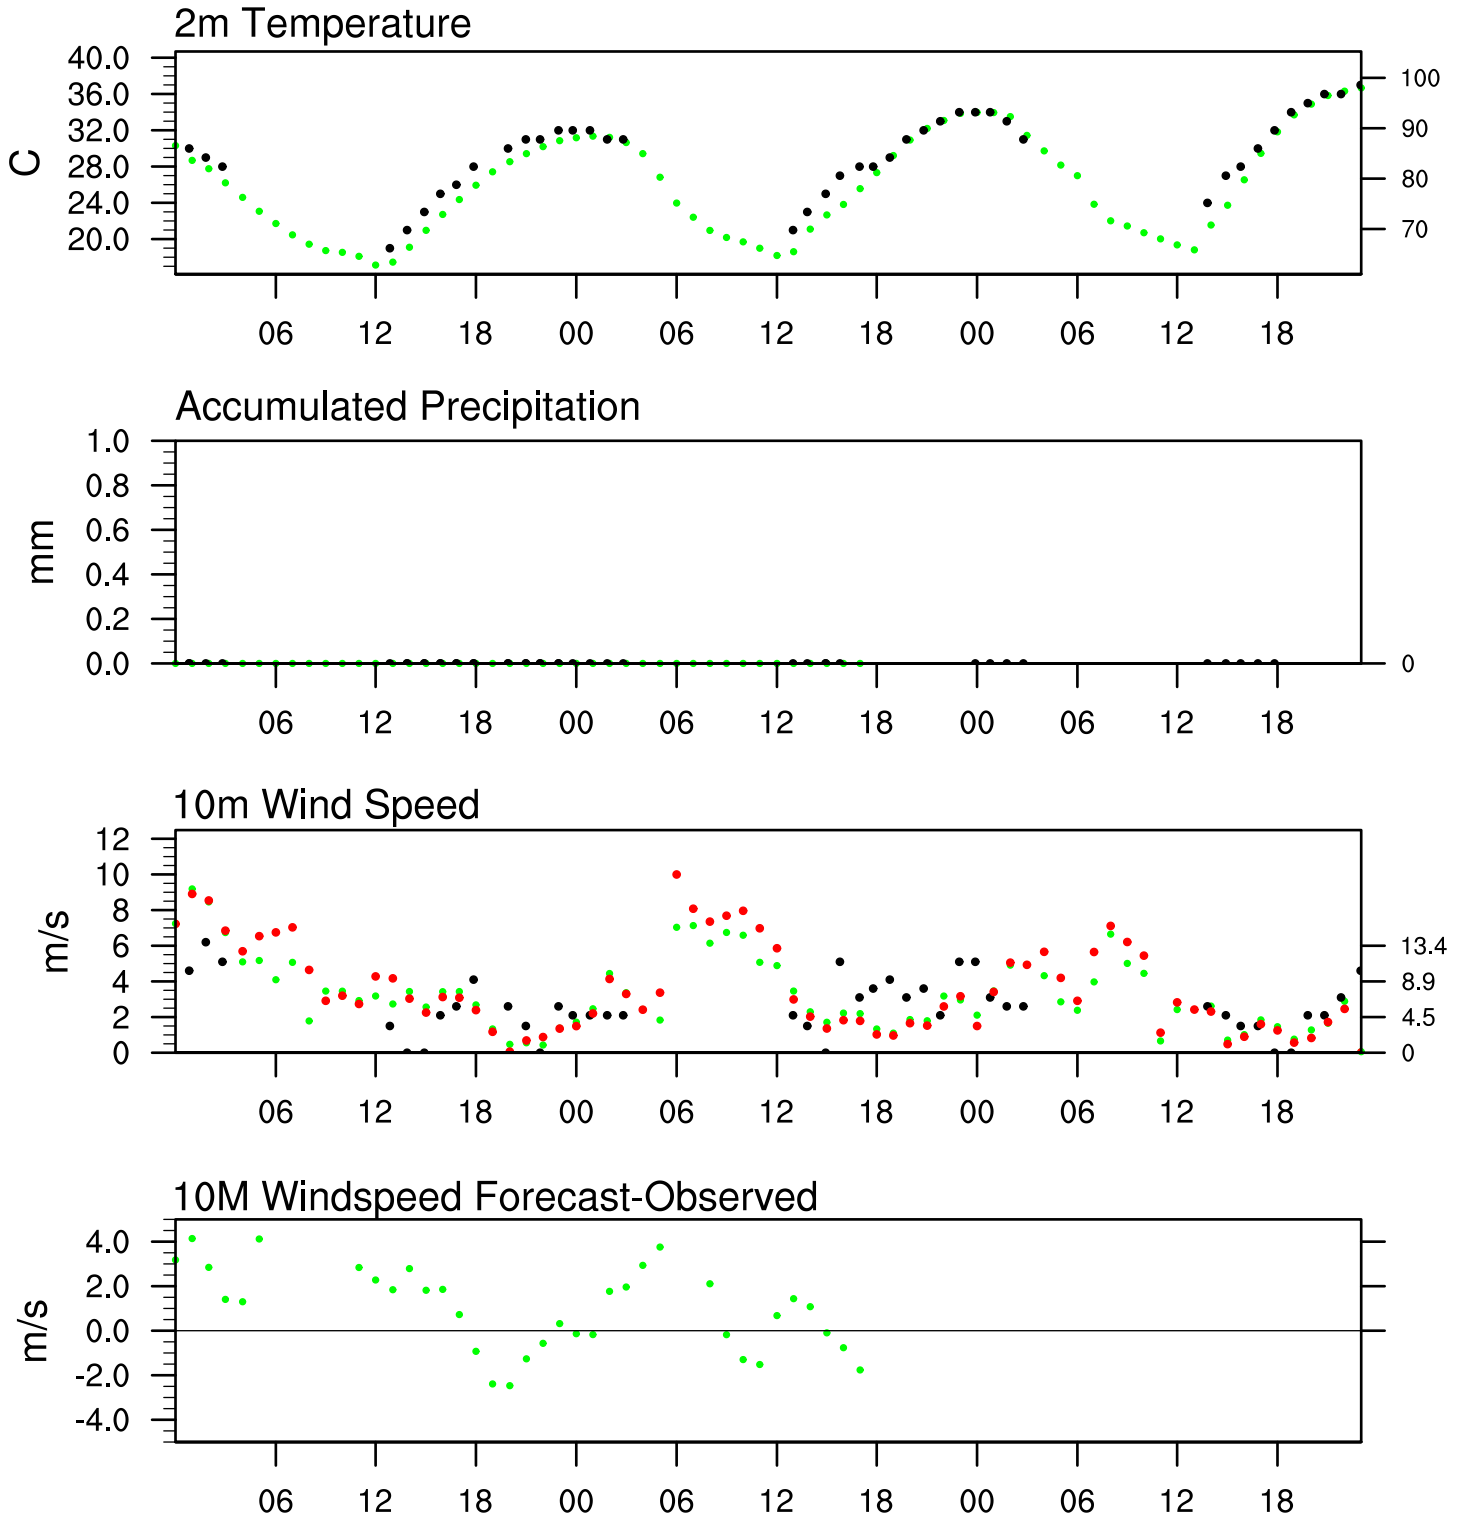 2m Temperature
40.0
36.0
32.0
28.0
24.0
20.0
C
100
90
80
70
06 12 18 00 06 12 18 00 06 12 18
Accumulated Precipitation
1.0
0.8
0.6
0.4
0.2
0.0
mm
0
06 12 18 00 06 12 18 00 06 12 18
10m Wind Speed
12
10
8
6
4
2
0
m/s
13.4
8.9
4.5
0
06 12 18 00 06 12 18 00 06 12 18
10M Windspeed Forecast-Observed
4.0
2.0
0.0
-2.0
-4.0
m/s
06 12 18 00 06 12 18 00 06 12 18